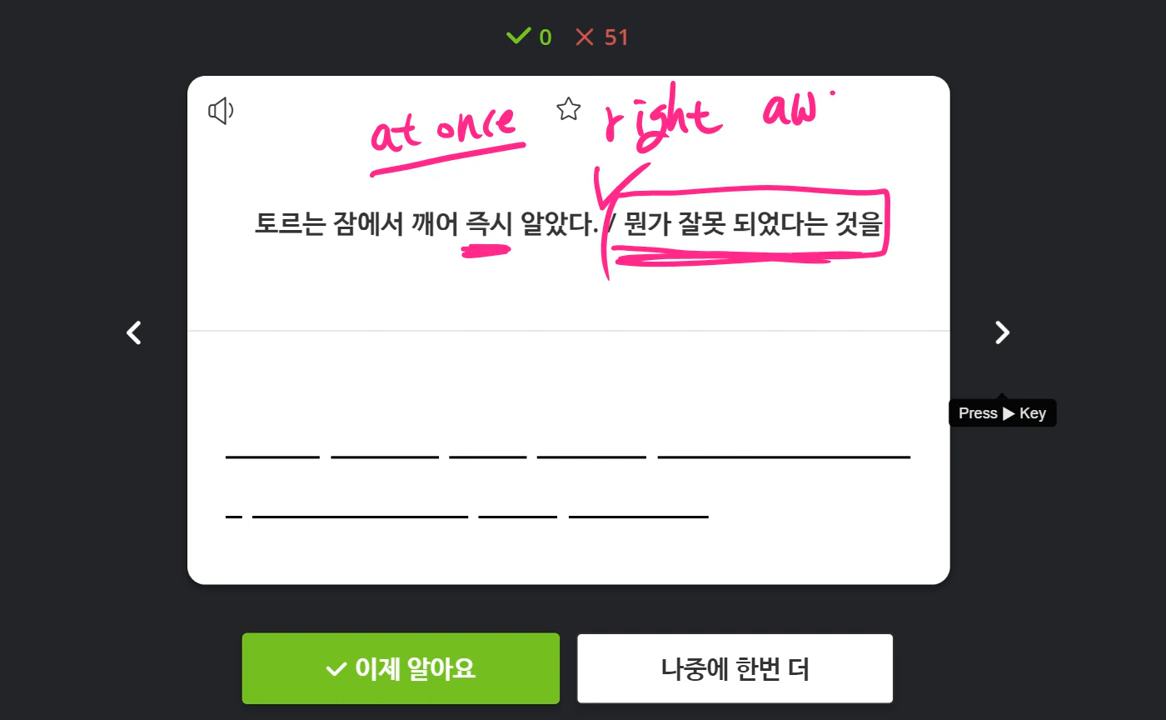 0 51
at once right aw
토르는 잠에서 깨어 즉시 알았다. / 뭔가 잘못 되었다는 것을
Press ▶ Key
이제 알아요 나중에 한번 더